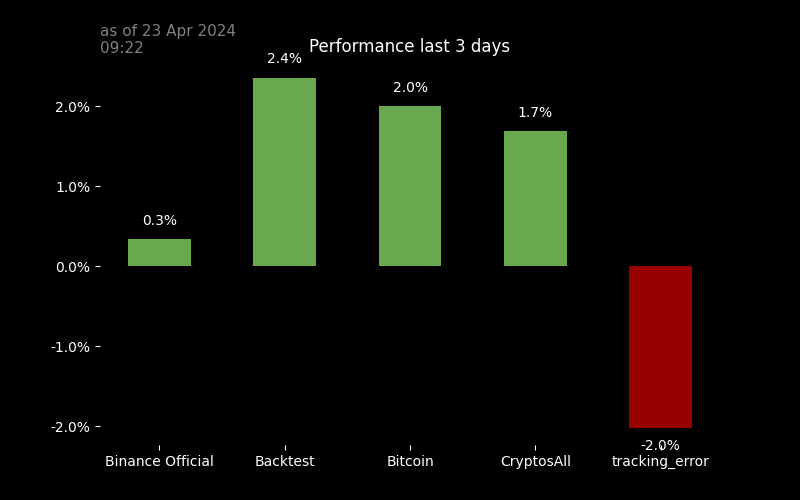 as of 23 Apr 2024
09:22
Performance last 3 days
2.4%
2.0%
1.7%
0.3%
-2.0%
2.0%
1.0%
0.0%
-1.0%
-2.0%
Binance Official
Backtest
Bitcoin
CryptosAll
tracking_error